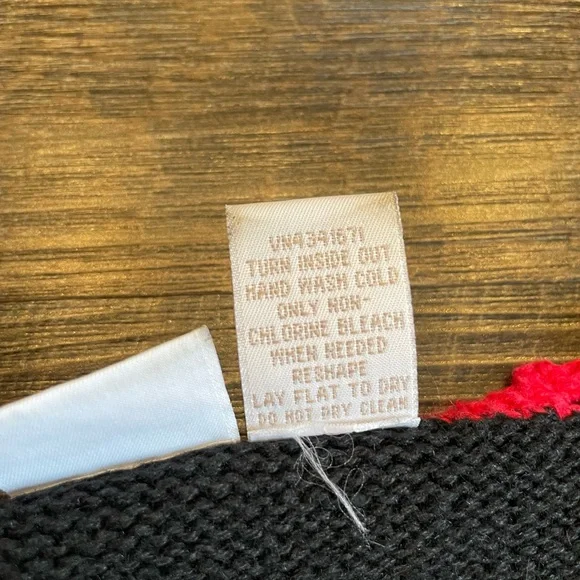 VN4341671
TURN INSIDE OUT
HAND WASH COLD
ONLY NON-
CHLORINE BLEACH
WHEN NEEDED
RESHAPE
LAY FLAT TO DRY
DO NOT DRY CLEAN